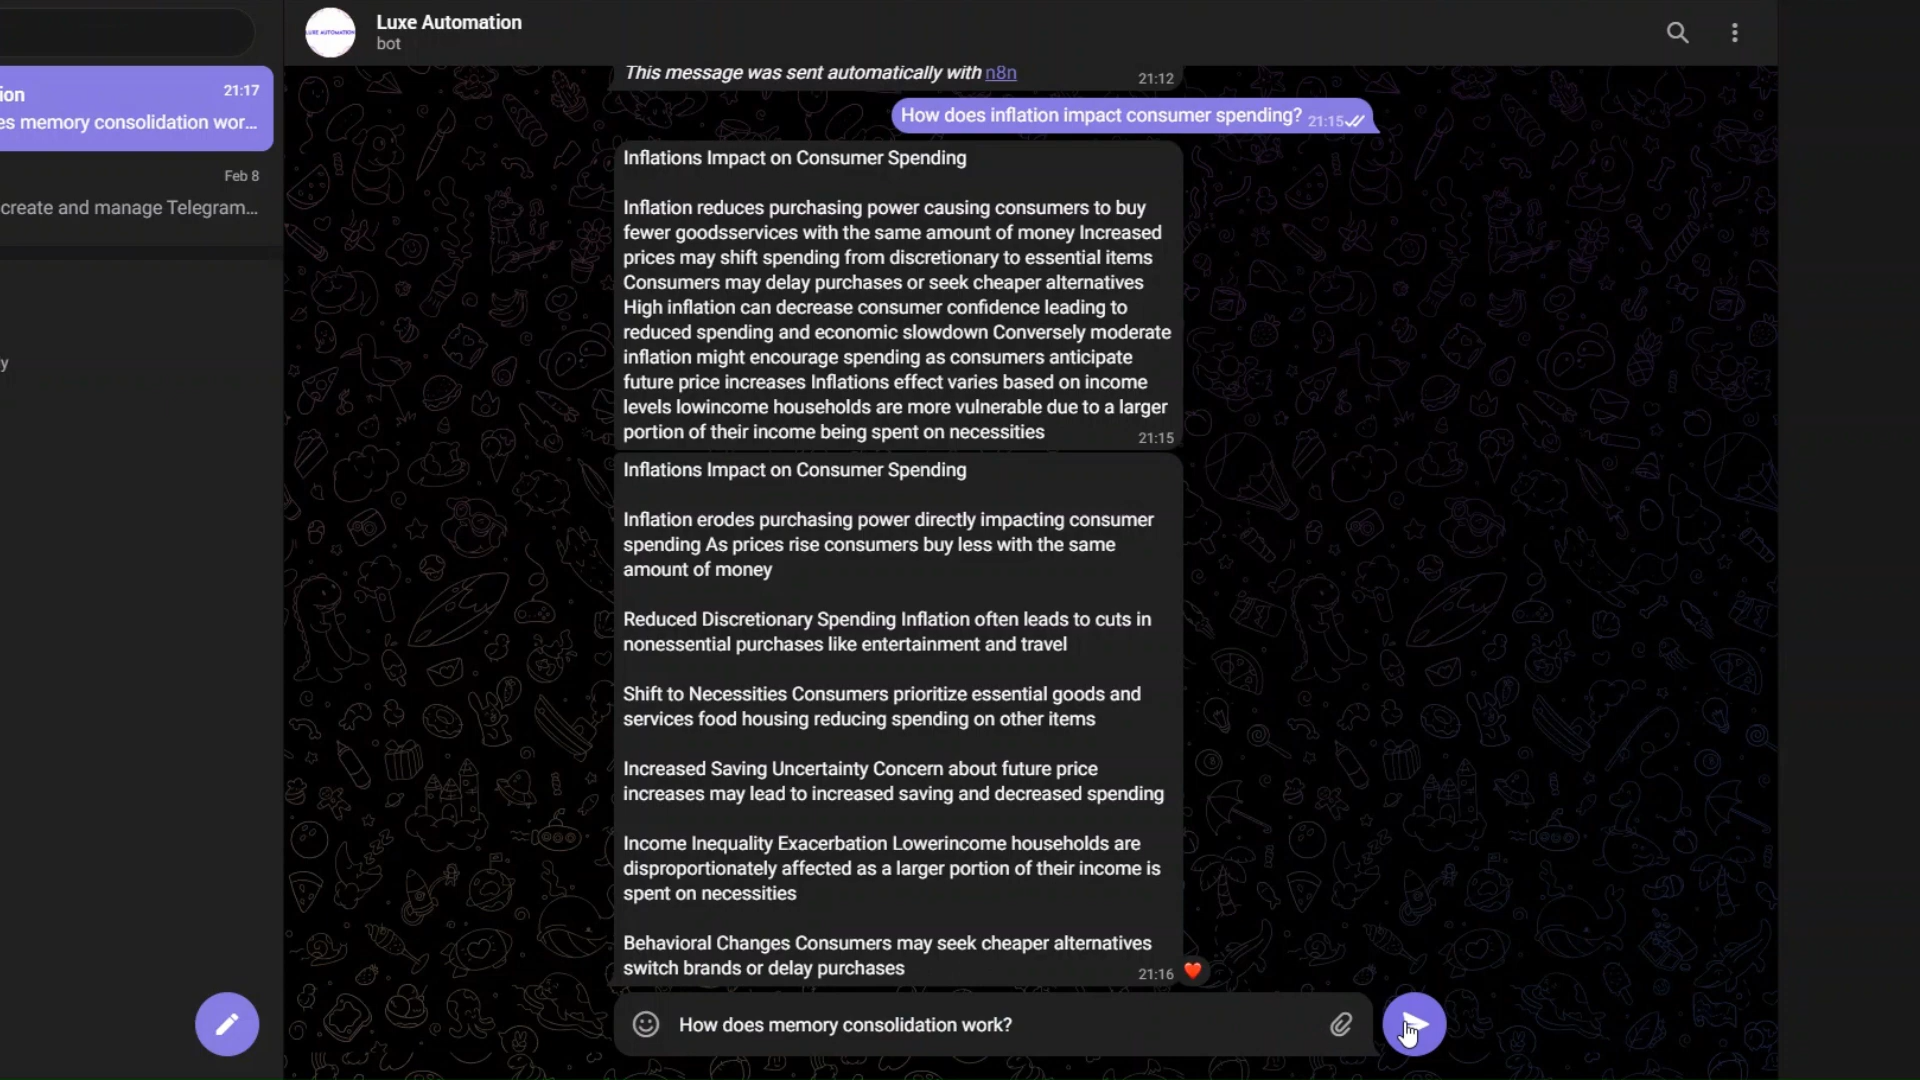 LUXE AUTOMATION
Luxe Automation
bot
ion
21:17
es memory consolidation wor...
Feb 8
create and manage Telegram...
y
This message was sent automatically with n8n
21:12
How does inflation impact consumer spending? 21:15
Inflations Impact on Consumer Spending
Inflation reduces purchasing power causing consumers to buy
fewer goodsservices with the same amount of money Increased
prices may shift spending from discretionary to essential items
Consumers may delay purchases or seek cheaper alternatives
High inflation can decrease consumer confidence leading to
reduced spending and economic slowdown Conversely moderate
inflation might encourage spending as consumers anticipate
future price increases Inflations effect varies based on income
levels lowincome households are more vulnerable due to a larger
portion of their income being spent on necessities
21:15
Inflations Impact on Consumer Spending
Inflation erodes purchasing power directly impacting consumer
spending As prices rise consumers buy less with the same
amount of money
Reduced Discretionary Spending Inflation often leads to cuts in
nonessential purchases like entertainment and travel
Shift to Necessities Consumers prioritize essential goods and
services food housing reducing spending on other items
Increased Saving Uncertainty Concern about future price
increases may lead to increased saving and decreased spending
Income Inequality Exacerbation Lowerincome households are
disproportionately affected as a larger portion of their income is
spent on necessities
Behavioral Changes Consumers may seek cheaper alternatives
switch brands or delay purchases
21:16
How does memory consolidation work?